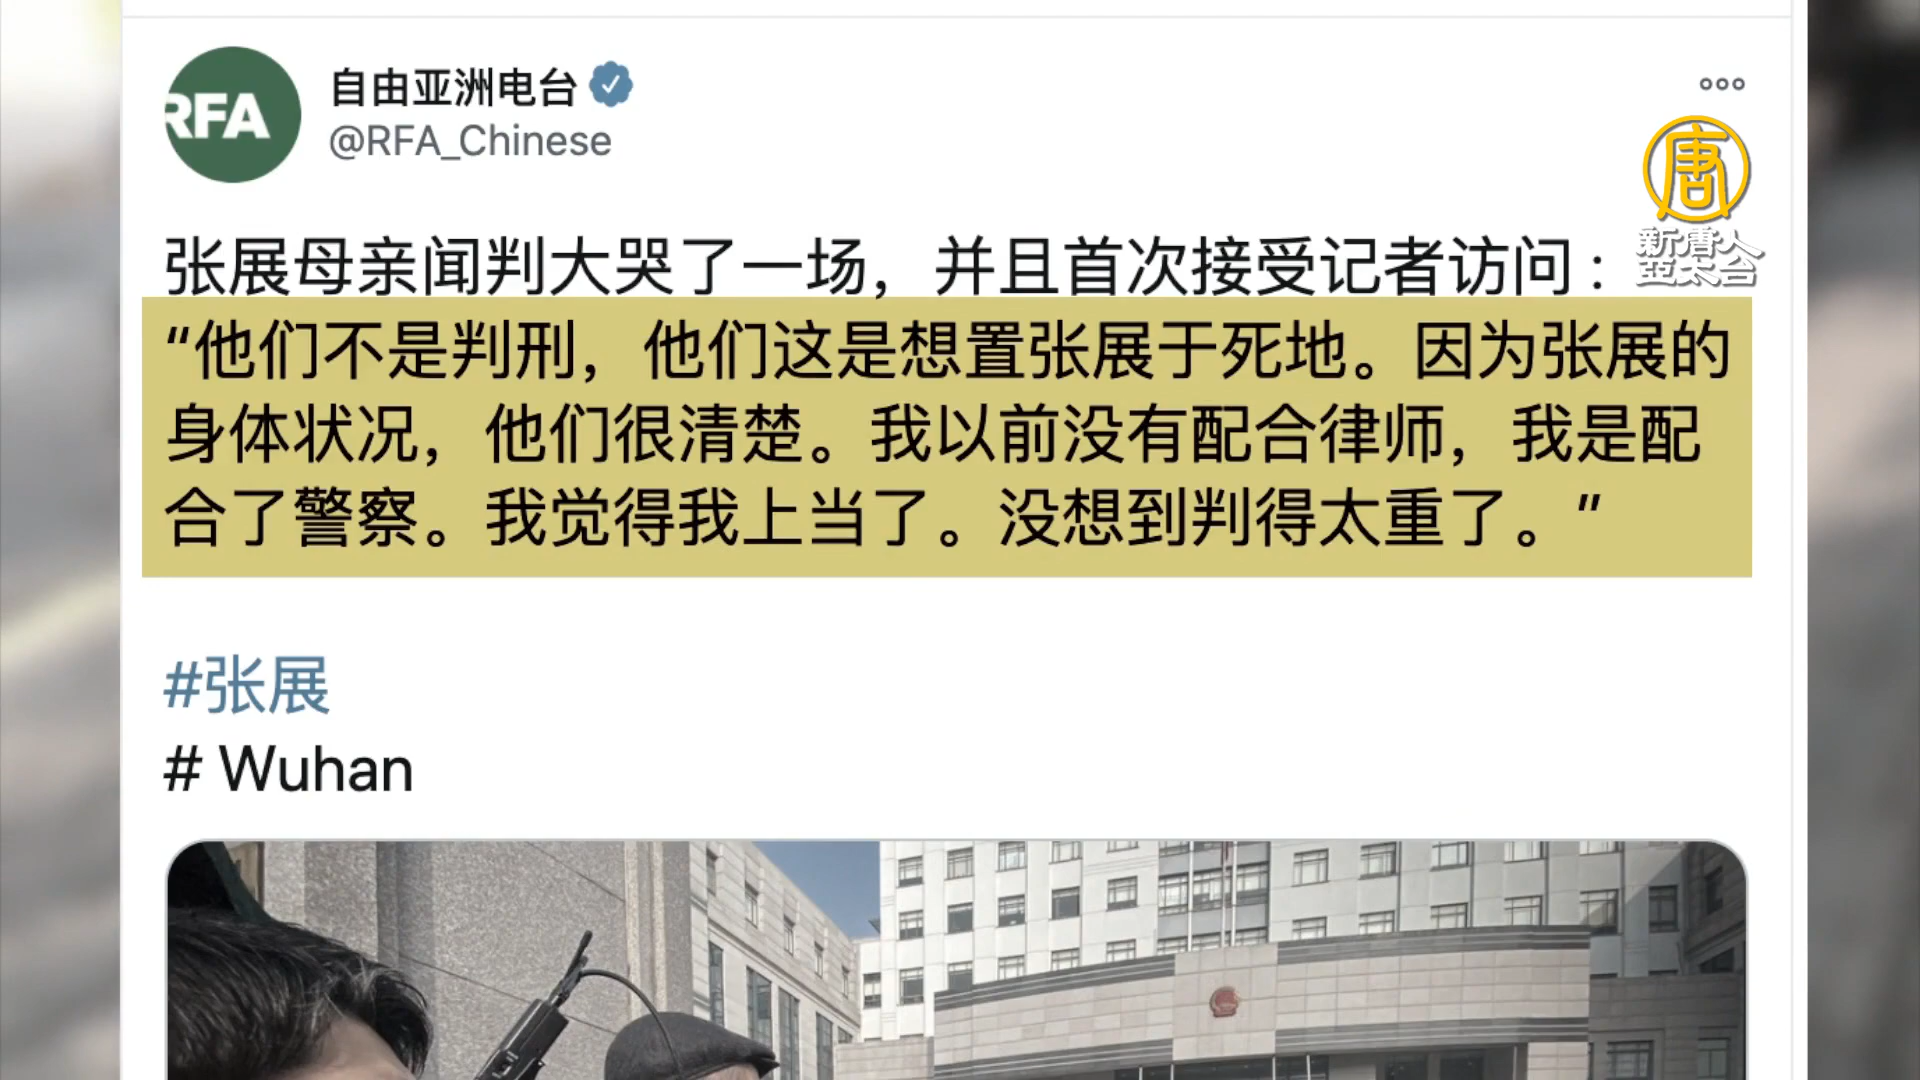 RFA
自由亚洲电台
@RFA_Chinese
唐
新唐人
亞太台
张展母亲闻判大哭了一场，并且首次接受记者访问：
“他们不是判刑，他们这是想置张展于死地。因为张展的
身体状况，他们很清楚。我以前没有配合律师，我是配
合了警察。我觉得我上当了。没想到判得太重了。”
#张展
# Wuhan